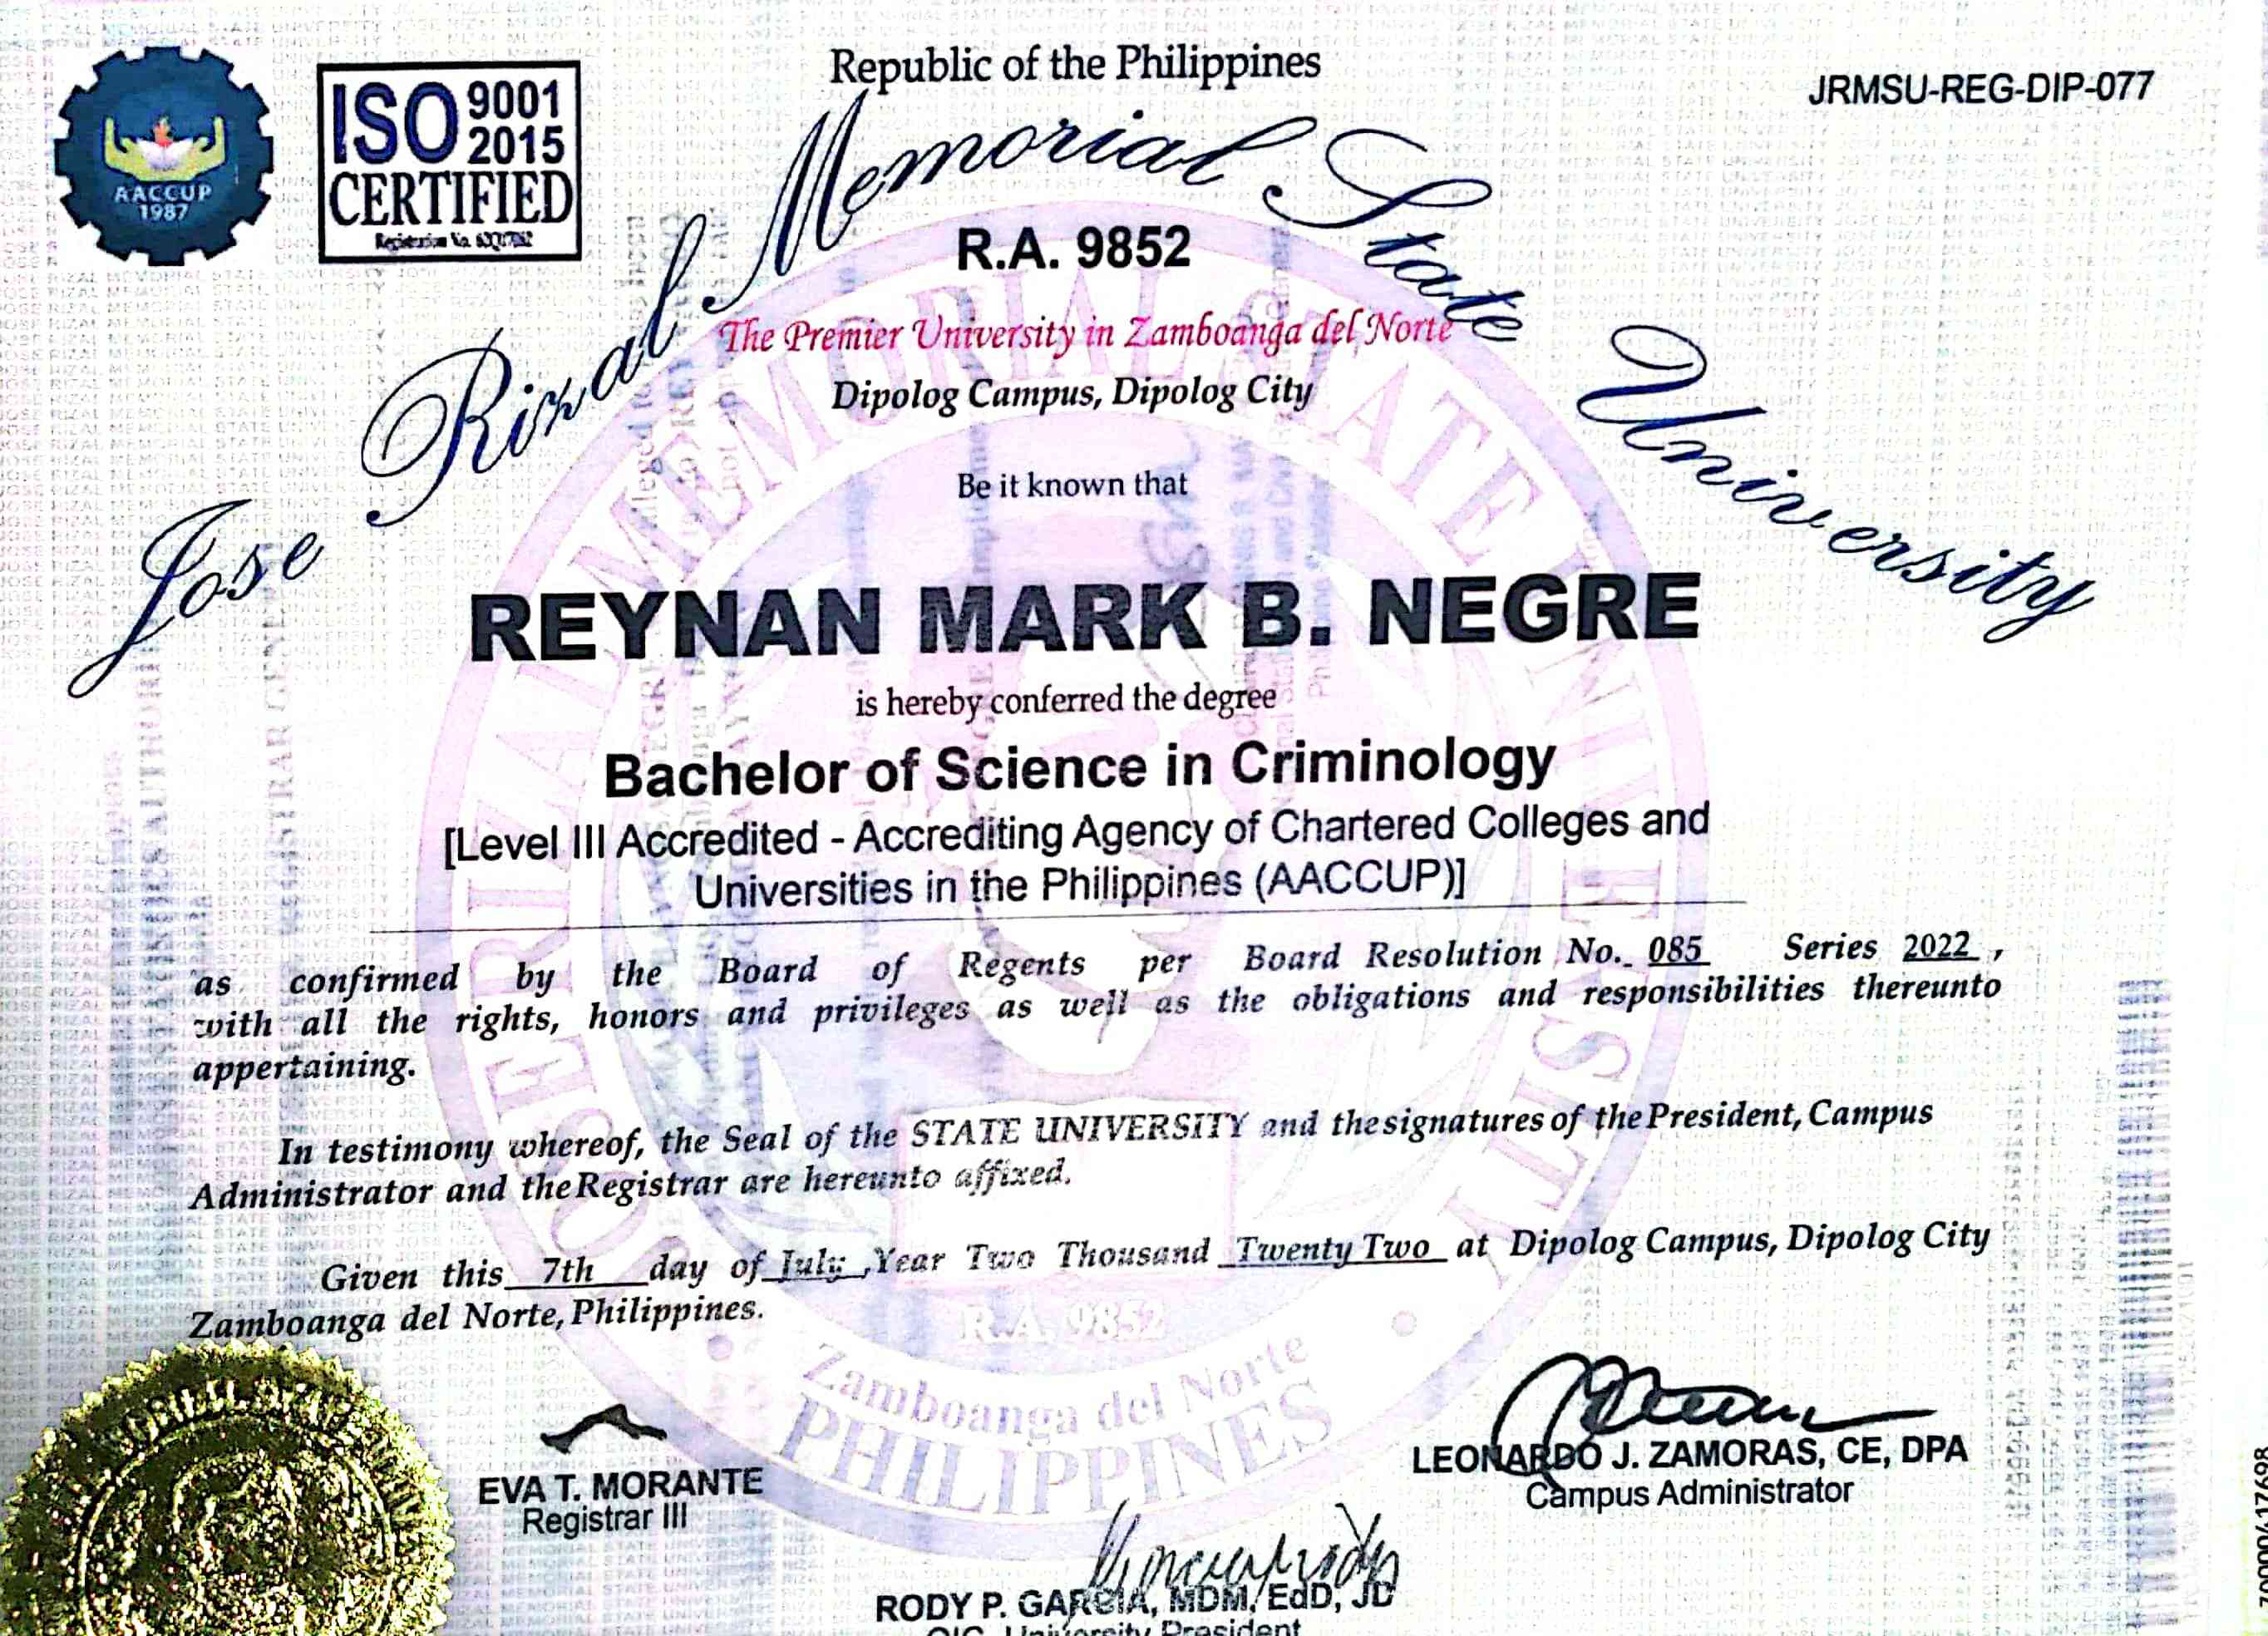 Republic of the Philippines
JRMSU-REG-DIP-077
AACCUP
1987
ISO 9001
2015
CERTIFIED
Registration No.
Jose Rizal Memorial State University
R.A. 9852
The Premier University in Zamboanga del Norte
Dipolog Campus, Dipolog City
Be it known that
REYNAN MARK B. NEGRE
is hereby conferred the degree
Bachelor of Science in Criminology
[Level III Accredited - Accrediting Agency of Chartered Colleges and
Universities in the Philippines (AACCUP)]
as confirmed by the Board of Regents per Board Resolution No. 085 Series 2022 ,
with all the rights, honors and privileges as well as the obligations and responsibilities thereunto
appertaining.
In testimony whereof, the Seal of the STATE UNIVERSITY and the signatures of the President, Campus
Administrator and the Registrar are hereunto affixed.
Given this 7th day of July, Year Two Thousand Twenty Two at Dipolog Campus, Dipolog City
Zamboanga del Norte, Philippines.
JOSE RIZAL MEMORIAL STATE UNIVERSITY
R.A. 9852
Zamboanga del Norte
PHILIPPINES
EVA T. MORANTE
Registrar III
LEONARDO J. ZAMORAS, CE, DPA
Campus Administrator
RODY P. GARCIA, MDM, EdD, JD
OIC, University President